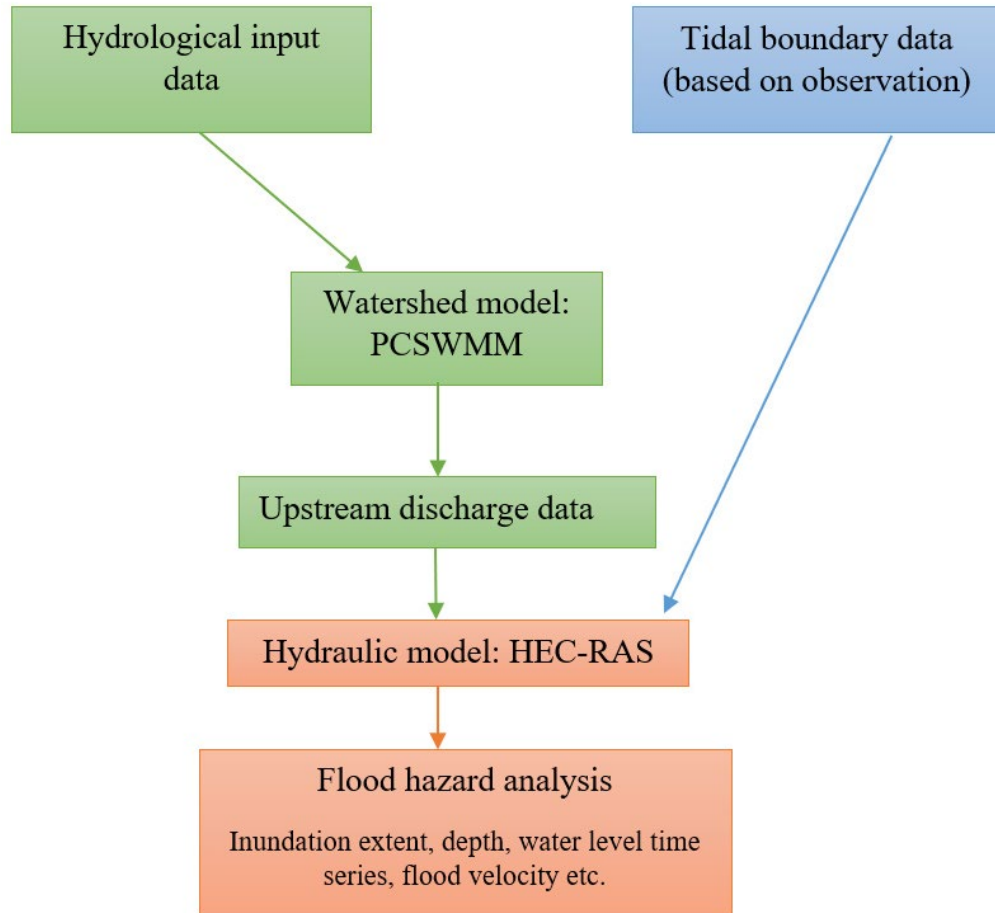 Hydrological input
data
Tidal boundary data
(based on observation)
Watershed model:
PCSWMM
Upstream discharge data
Hydraulic model: HEC-RAS
Flood hazard analysis
Inundation extent, depth, water level time
series, flood velocity etc.